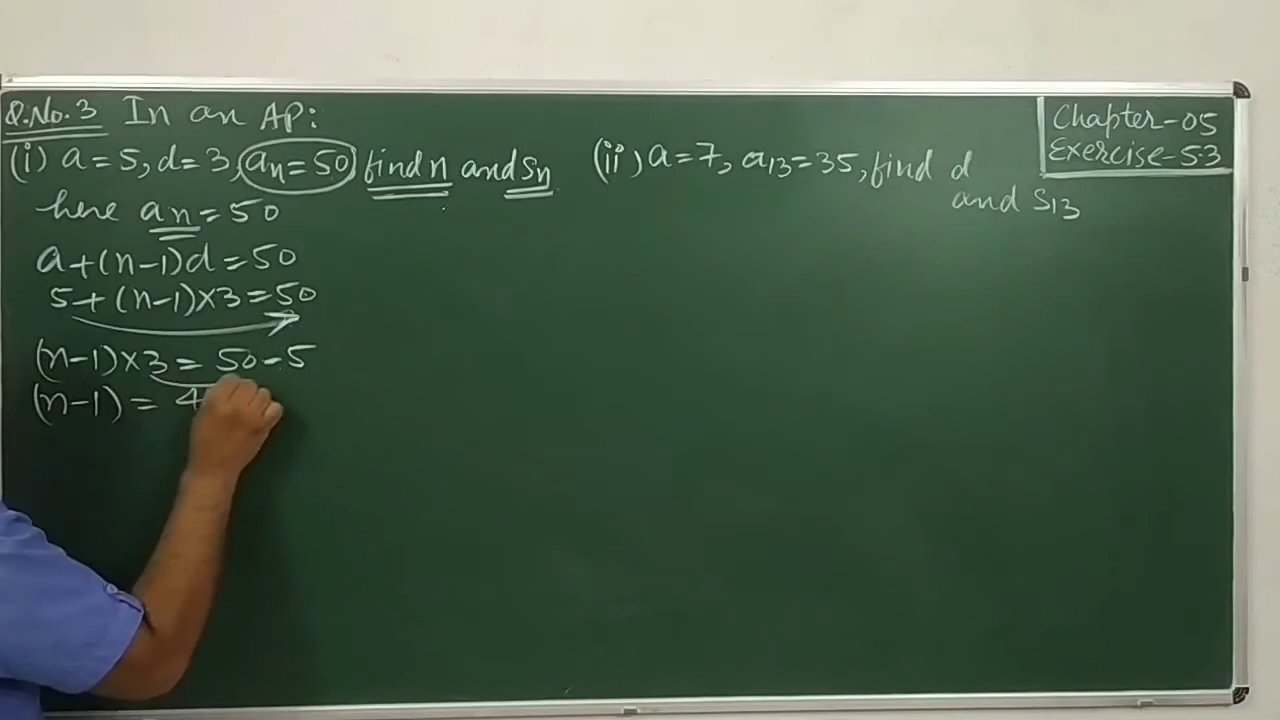 Q.No.3 In an AP:
(i) a=5, d=3, an=50 find n and Sn
here an=50
a+(n-1)d=50
5+(n-1)×3=50
(n-1)×3=50-5
(n-1)=4
(ii) a=7, a13=35, find d
and S13
Chapter-05
Exercise-5.3